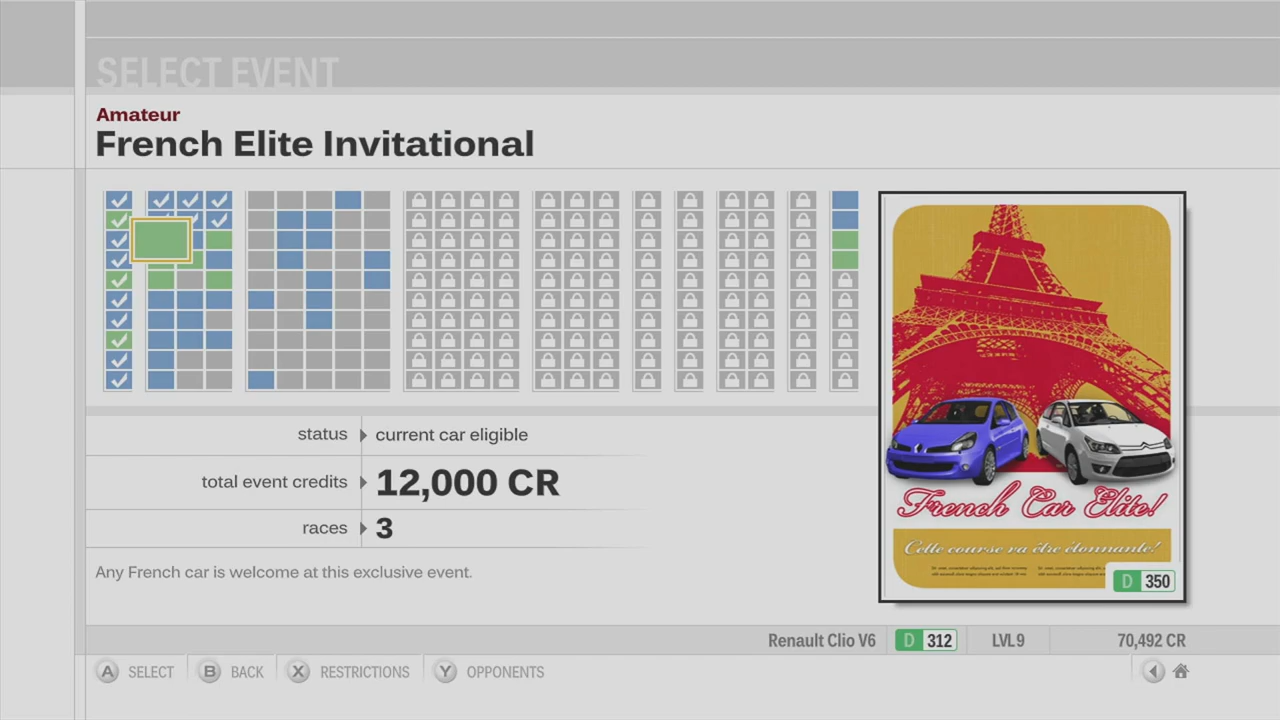 SELECT EVENT
Amateur
French Elite Invitational
status
current car eligible
total event credits
12,000 CR
races
3
Any French car is welcome at this exclusive event.
French Car Elite!
Cette course va être étonnante!
D 350
Renault Clio V6
D 312
LVL 9
70,492 CR
A SELECT
B BACK
X RESTRICTIONS
Y OPPONENTS